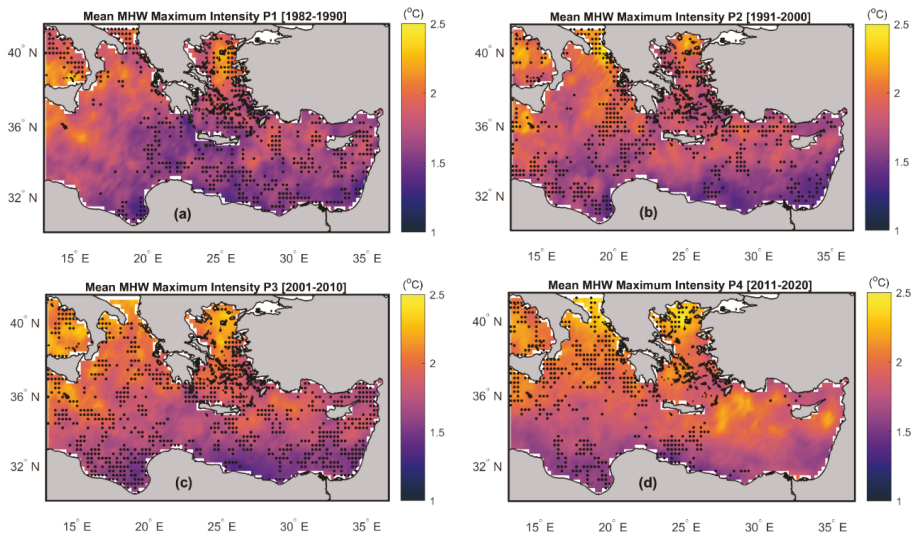 Mean MHW Maximum Intensity P1 [1982-1990]
(°C)
2.5
2
1.5
1
40° N
36° N
32° N
(a)
15° E
20° E
25° E
30° E
35° E
Mean MHW Maximum Intensity P2 [1991-2000]
(°C)
2.5
2
1.5
1
40° N
36° N
32° N
(b)
15° E
20° E
25° E
30° E
35° E
Mean MHW Maximum Intensity P3 [2001-2010]
(°C)
2.5
2
1.5
1
40° N
36° N
32° N
(c)
15° E
20° E
25° E
30° E
35° E
Mean MHW Maximum Intensity P4 [2011-2020]
(°C)
2.5
2
1.5
1
40° N
36° N
32° N
(d)
15° E
20° E
25° E
30° E
35° E